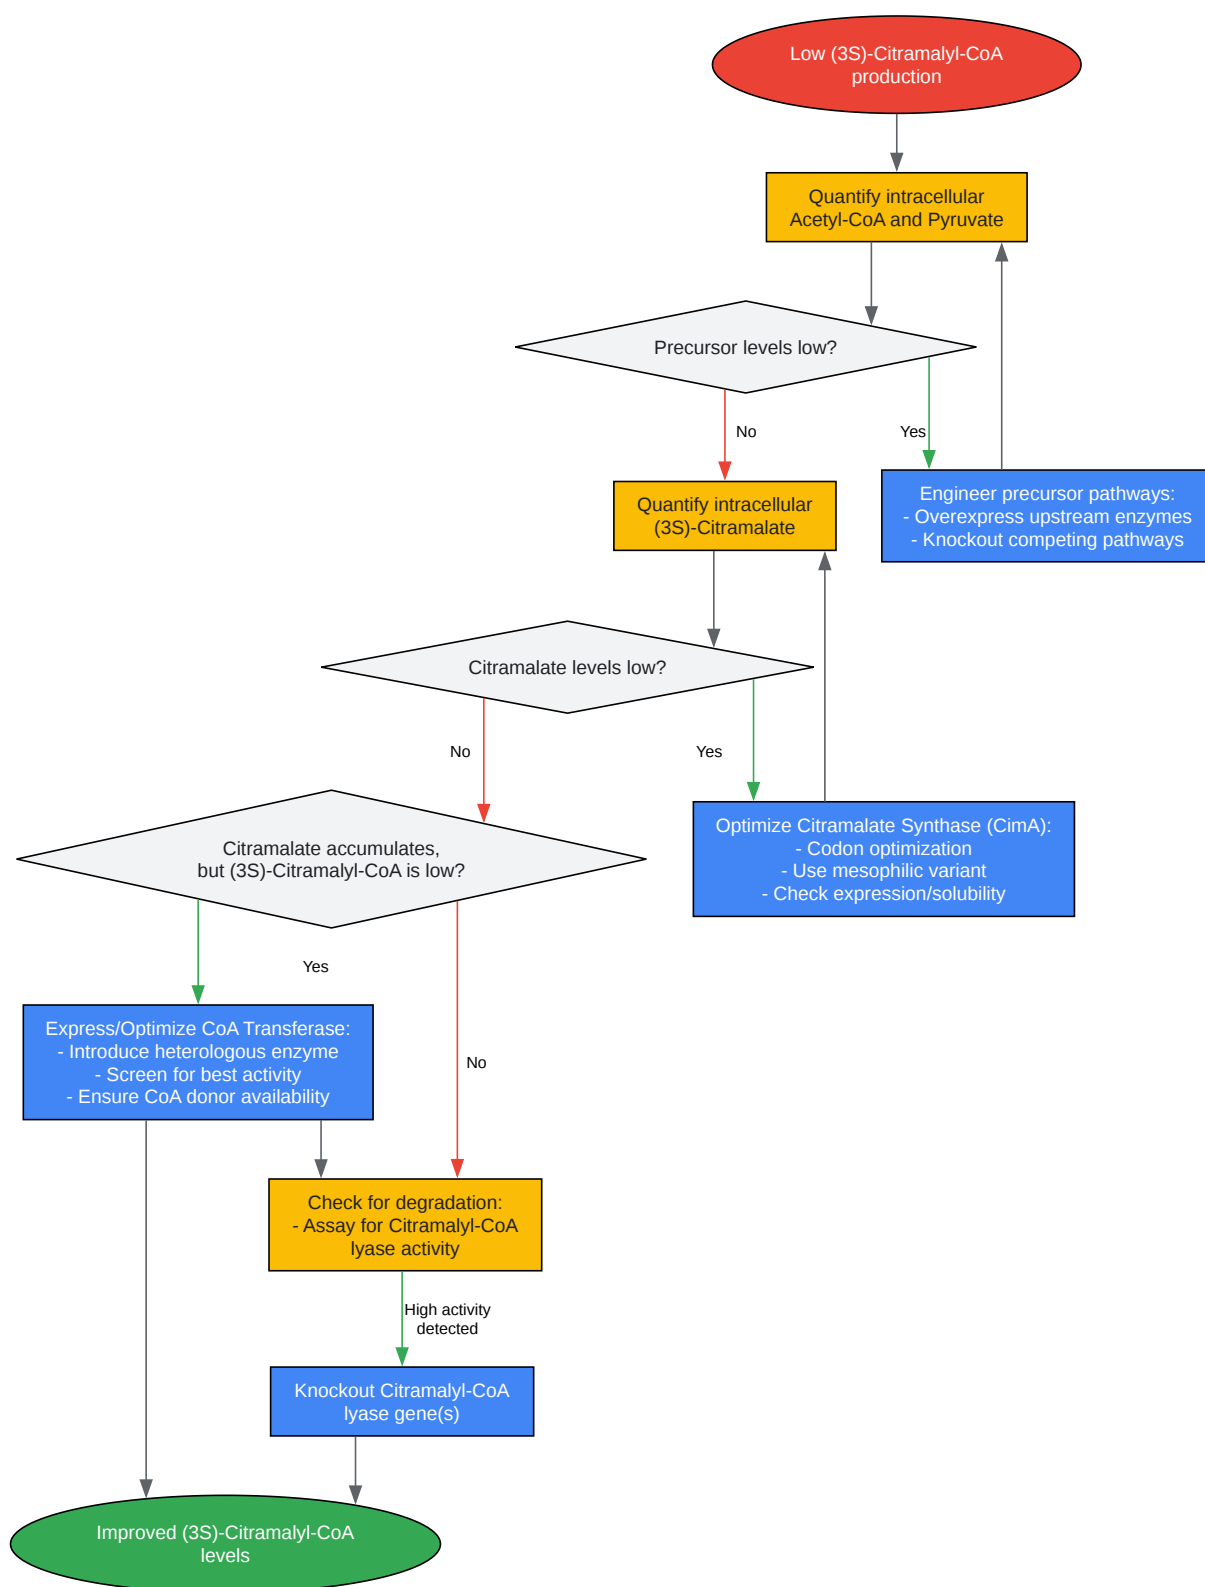 Low (3S)-Citramalyl-CoA
production
Quantify intracellular
Acetyl-CoA and Pyruvate
Precursor levels low?
No
Yes
Quantify intracellular
(3S)-Citramalate
Engineer precursor pathways:
- Overexpress upstream enzymes
- Knockout competing pathways
Citramalate levels low?
No
Yes
Citramalate accumulates,
but (3S)-Citramalyl-CoA is low?
Optimize Citramalate Synthase (CimA):
- Codon optimization
- Use mesophilic variant
- Check expression/solubility
Yes
Express/Optimize CoA Transferase:
- Introduce heterologous enzyme
- Screen for best activity
- Ensure CoA donor availability
No
Check for degradation:
- Assay for Citramalyl-CoA
lyase activity
High activity
detected
Knockout Citramalyl-CoA
lyase gene(s)
Improved (3S)-Citramalyl-CoA
levels